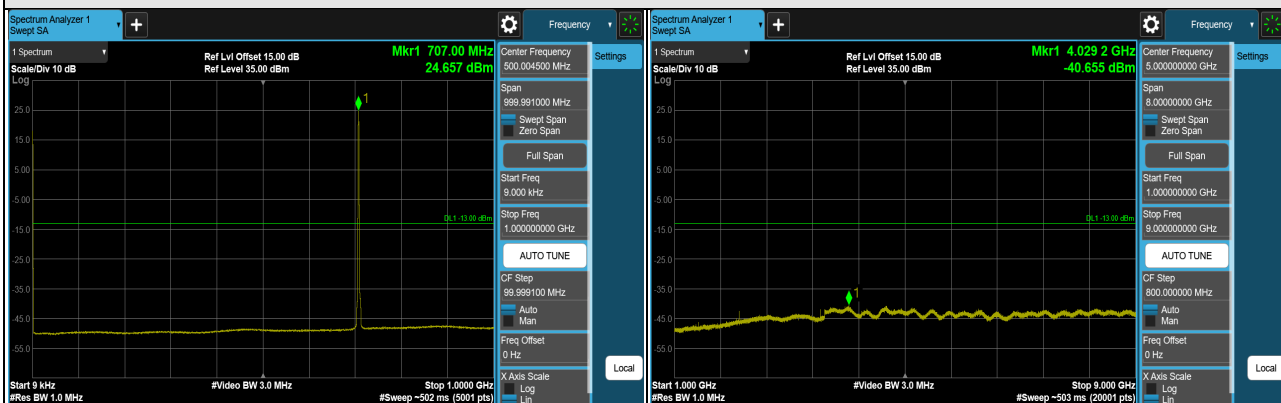 Spectrum Analyzer 1
Swept SA
+
Frequency
1 Spectrum
Scale/Div 10 dB
Log
Ref Lvl Offset 15.00 dB
Ref Level 35.00 dBm
Mkr1 707.00 MHz
24.657 dBm
1
25.0
15.0
5.00
-5.00
-15.0
-25.0
-35.0
-45.0
-55.0
DL1 -13.00 dBm
Start 9 kHz
#Res BW 1.0 MHz
#Video BW 3.0 MHz
Stop 1.0000 GHz
#Sweep ~502 ms (5001 pts)
Center Frequency
500.004500 MHz
Settings
Span
999.991000 MHz
Swept Span
Zero Span
Full Span
Start Freq
9.000 kHz
Stop Freq
1.000000000 GHz
AUTO TUNE
CF Step
99.999100 MHz
Auto
Man
Freq Offset
0 Hz
X Axis Scale
Log
Lin
Local
Spectrum Analyzer 1
Swept SA
+
Frequency
1 Spectrum
Scale/Div 10 dB
Log
Ref Lvl Offset 15.00 dB
Ref Level 35.00 dBm
Mkr1 4.029 2 GHz
-40.655 dBm
1
25.0
15.0
5.00
-5.00
-15.0
-25.0
-35.0
-45.0
-55.0
DL1 -13.00 dBm
Start 1.000 GHz
#Res BW 1.0 MHz
#Video BW 3.0 MHz
Stop 9.000 GHz
#Sweep ~503 ms (20001 pts)
Center Frequency
5.00000000 GHz
Settings
Span
8.00000000 GHz
Swept Span
Zero Span
Full Span
Start Freq
1.000000000 GHz
Stop Freq
9.000000000 GHz
AUTO TUNE
CF Step
800.000000 MHz
Auto
Man
Freq Offset
0 Hz
X Axis Scale
Log
Lin
Local